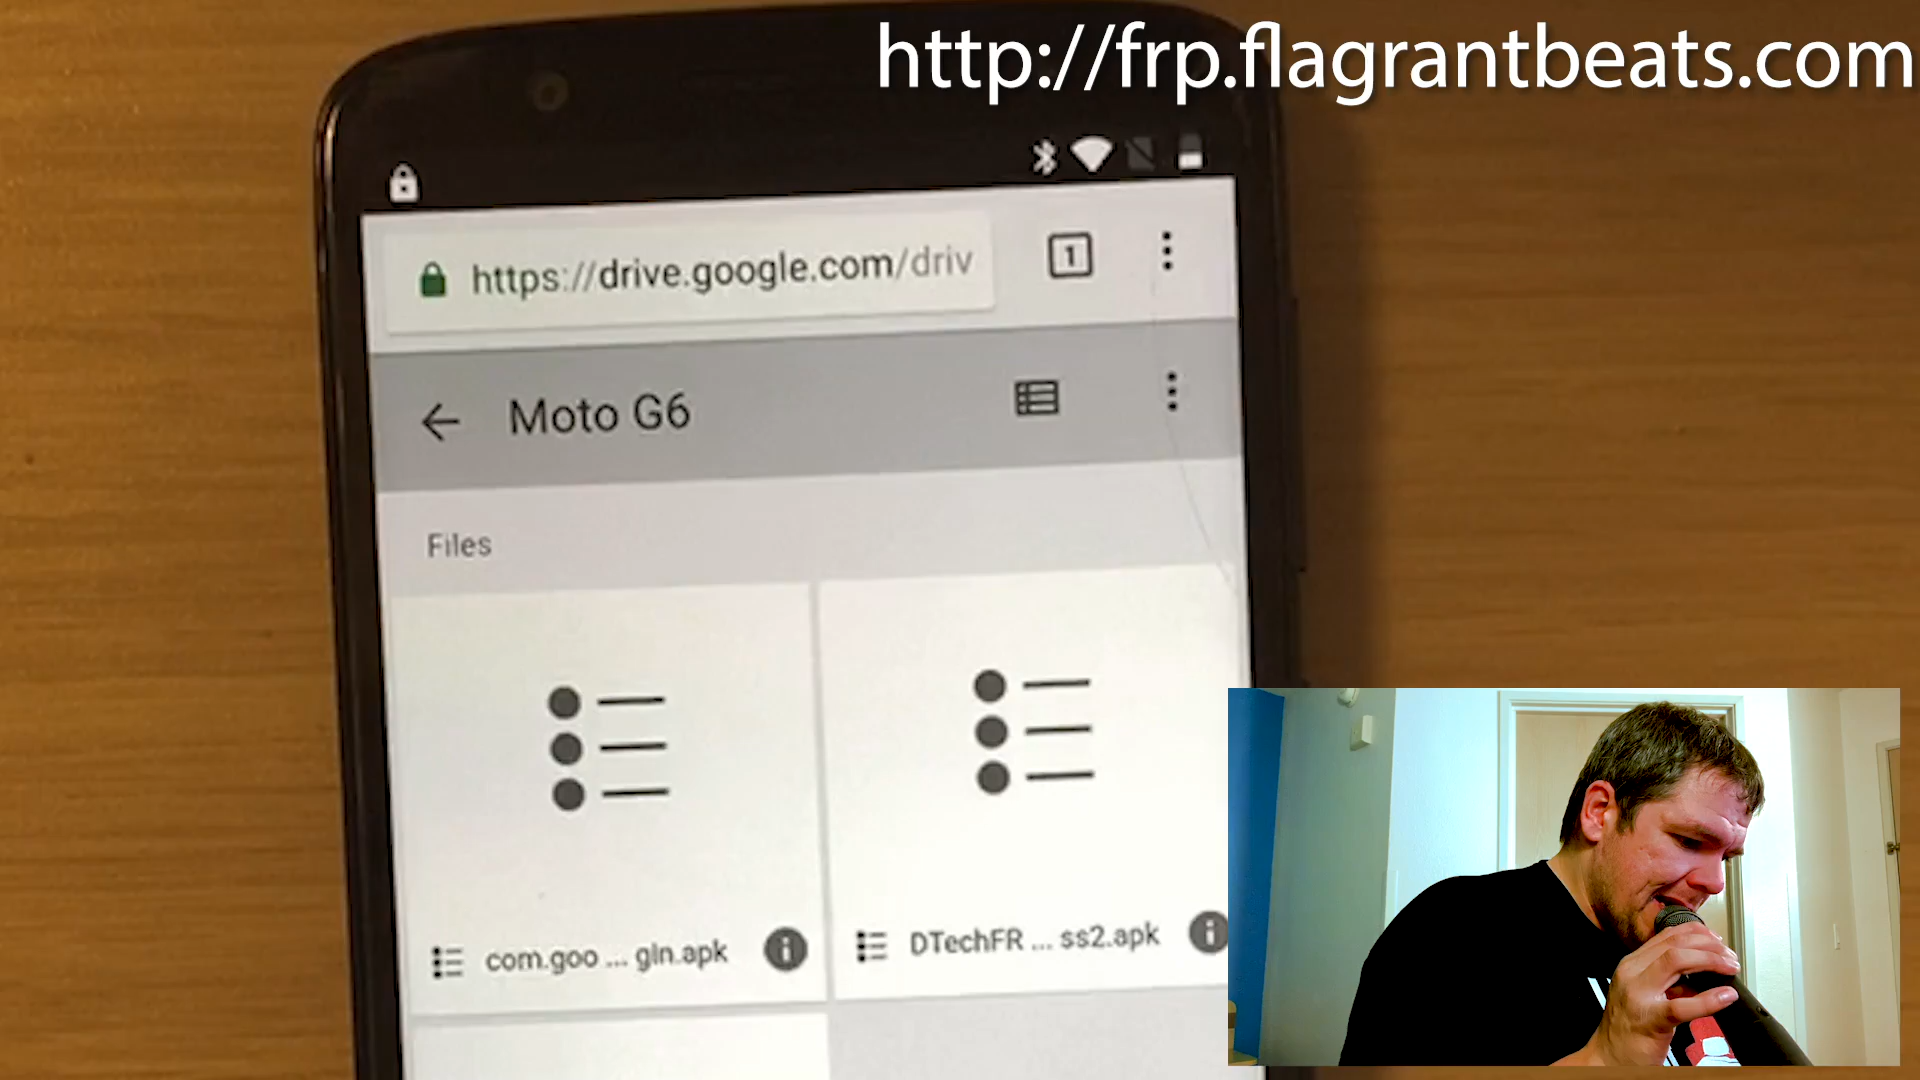 http://frp.flagrantbeats.com
https://drive.google.com/driv
1
Moto G6
Files
com.goo ... gln.apk
DTechFR ... ss2.apk